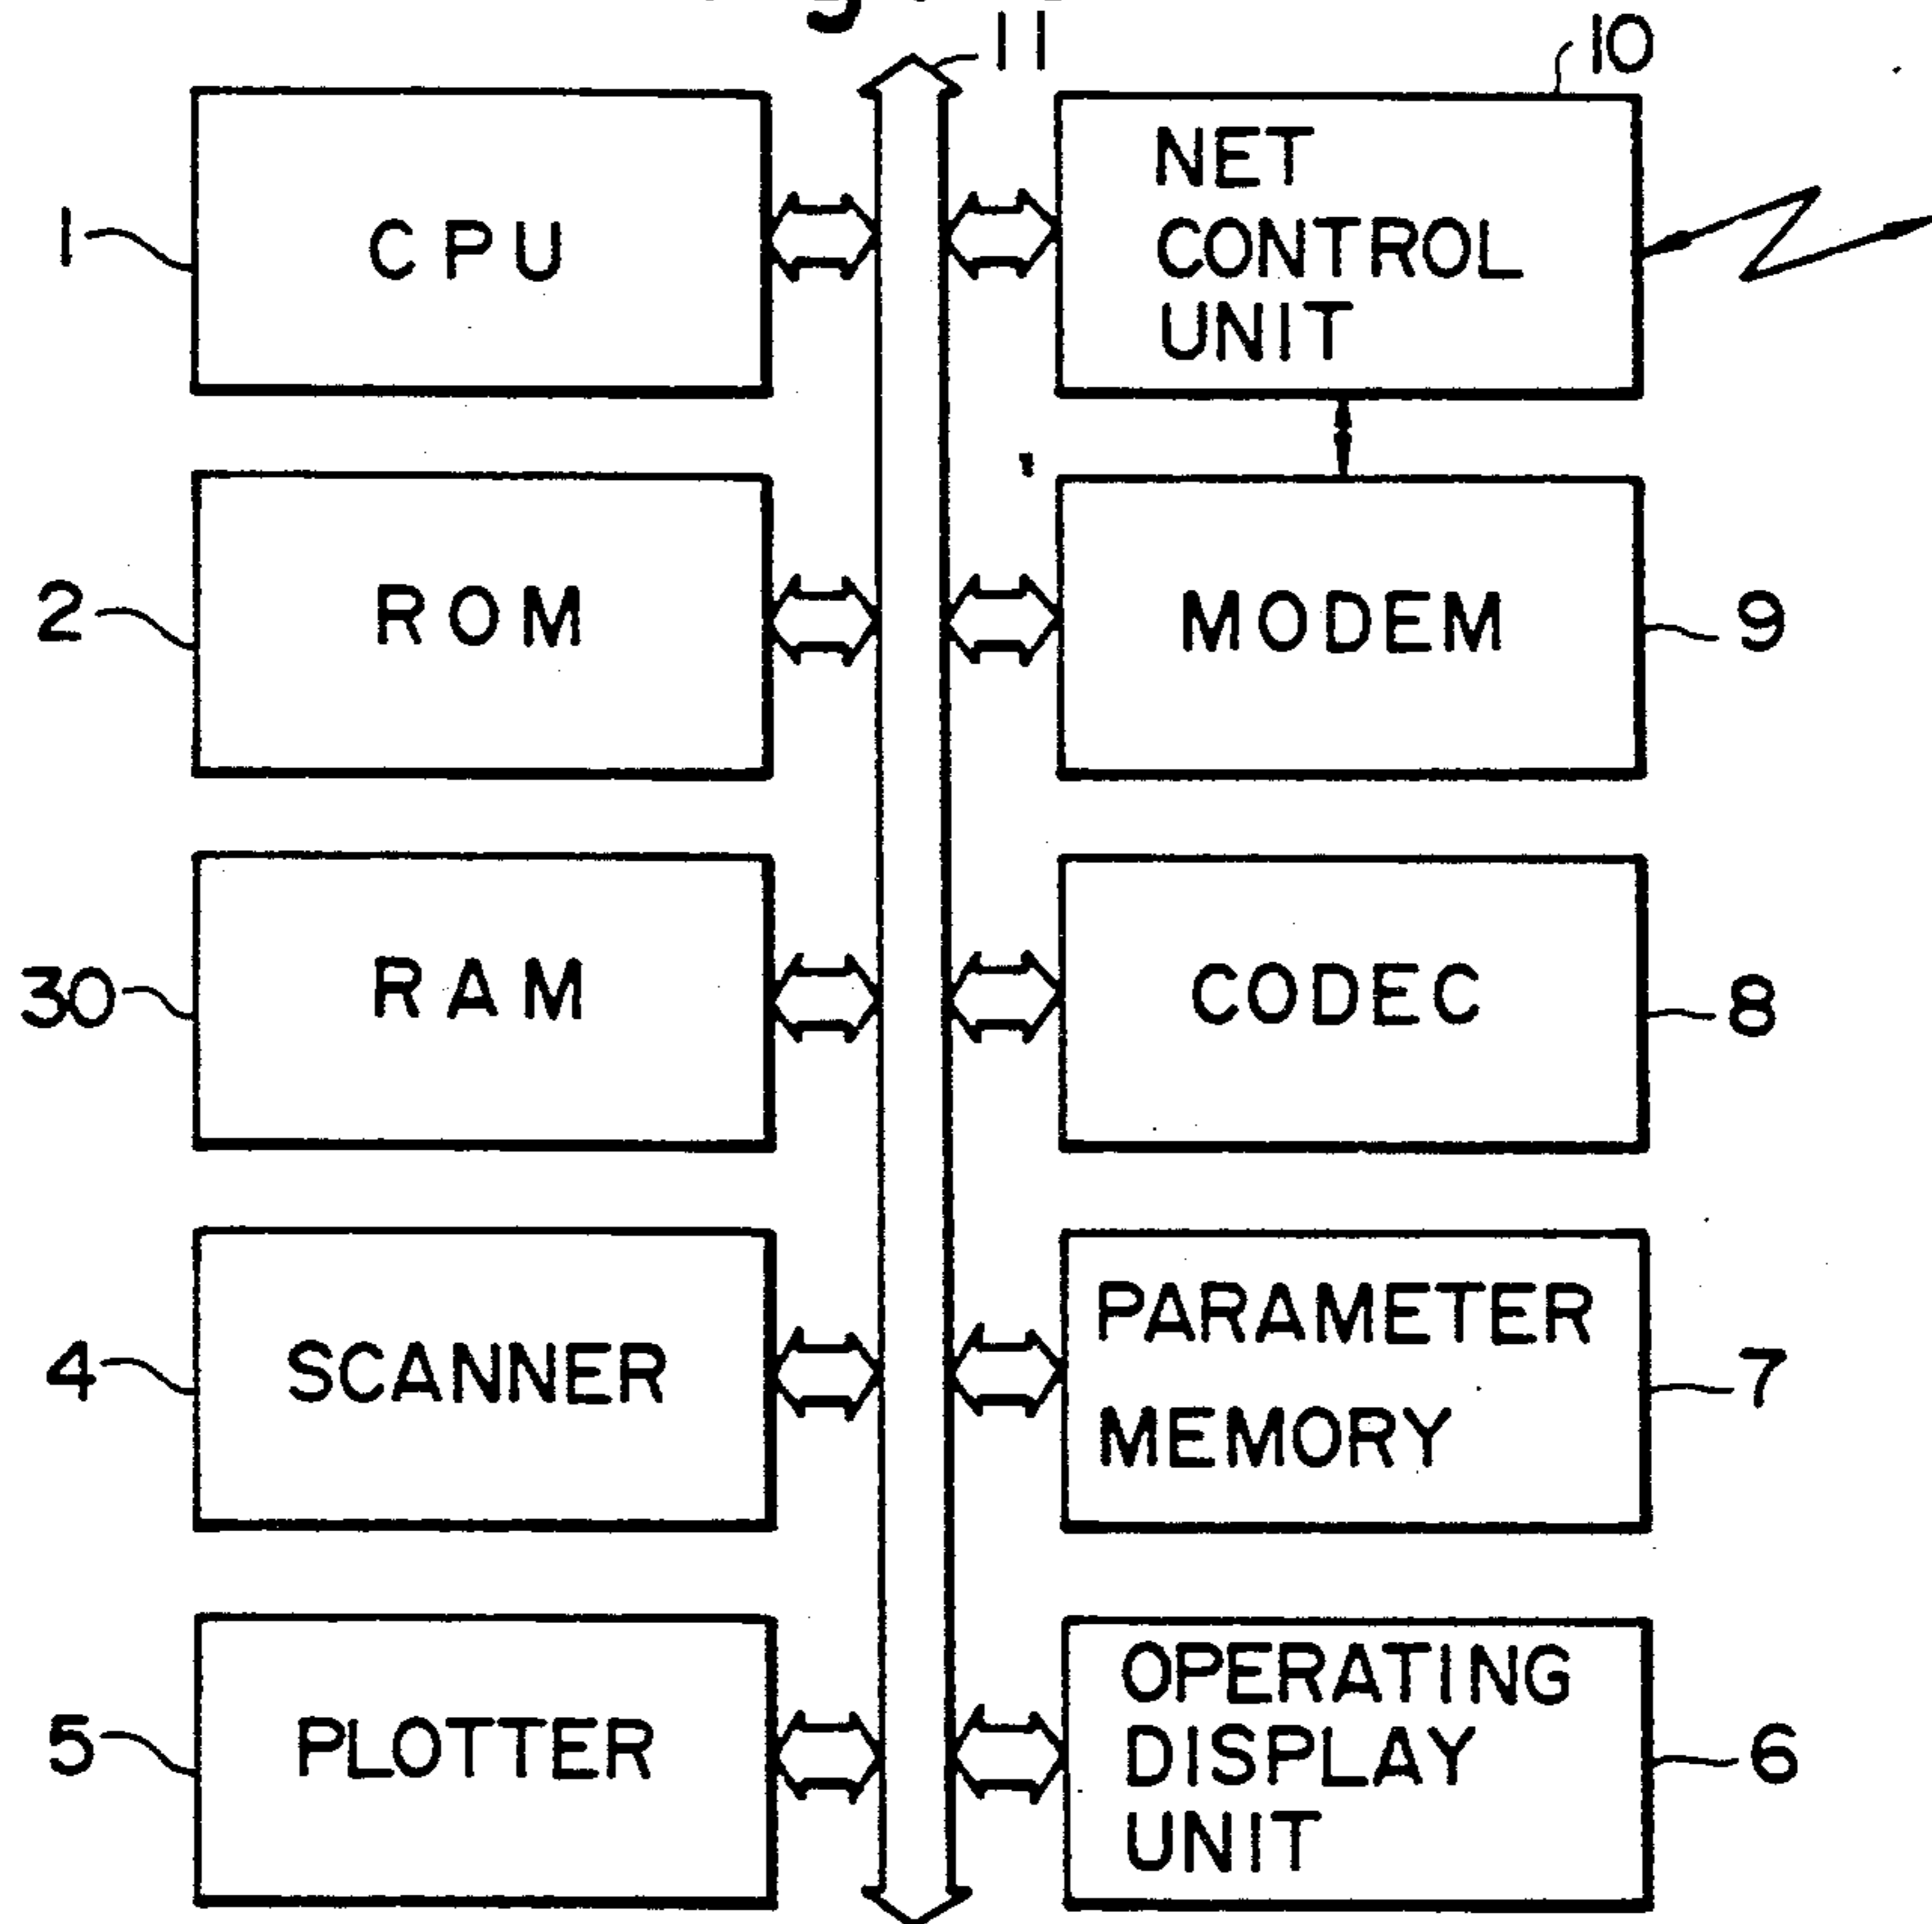 11
10
1
CPU
NET
CONTROL
UNIT
2
ROM
MODEM
9
30
RAM
CODEC
8
4
SCANNER
PARAMETER
MEMORY
7
5
PLOTTER
OPERATING
DISPLAY
UNIT
6